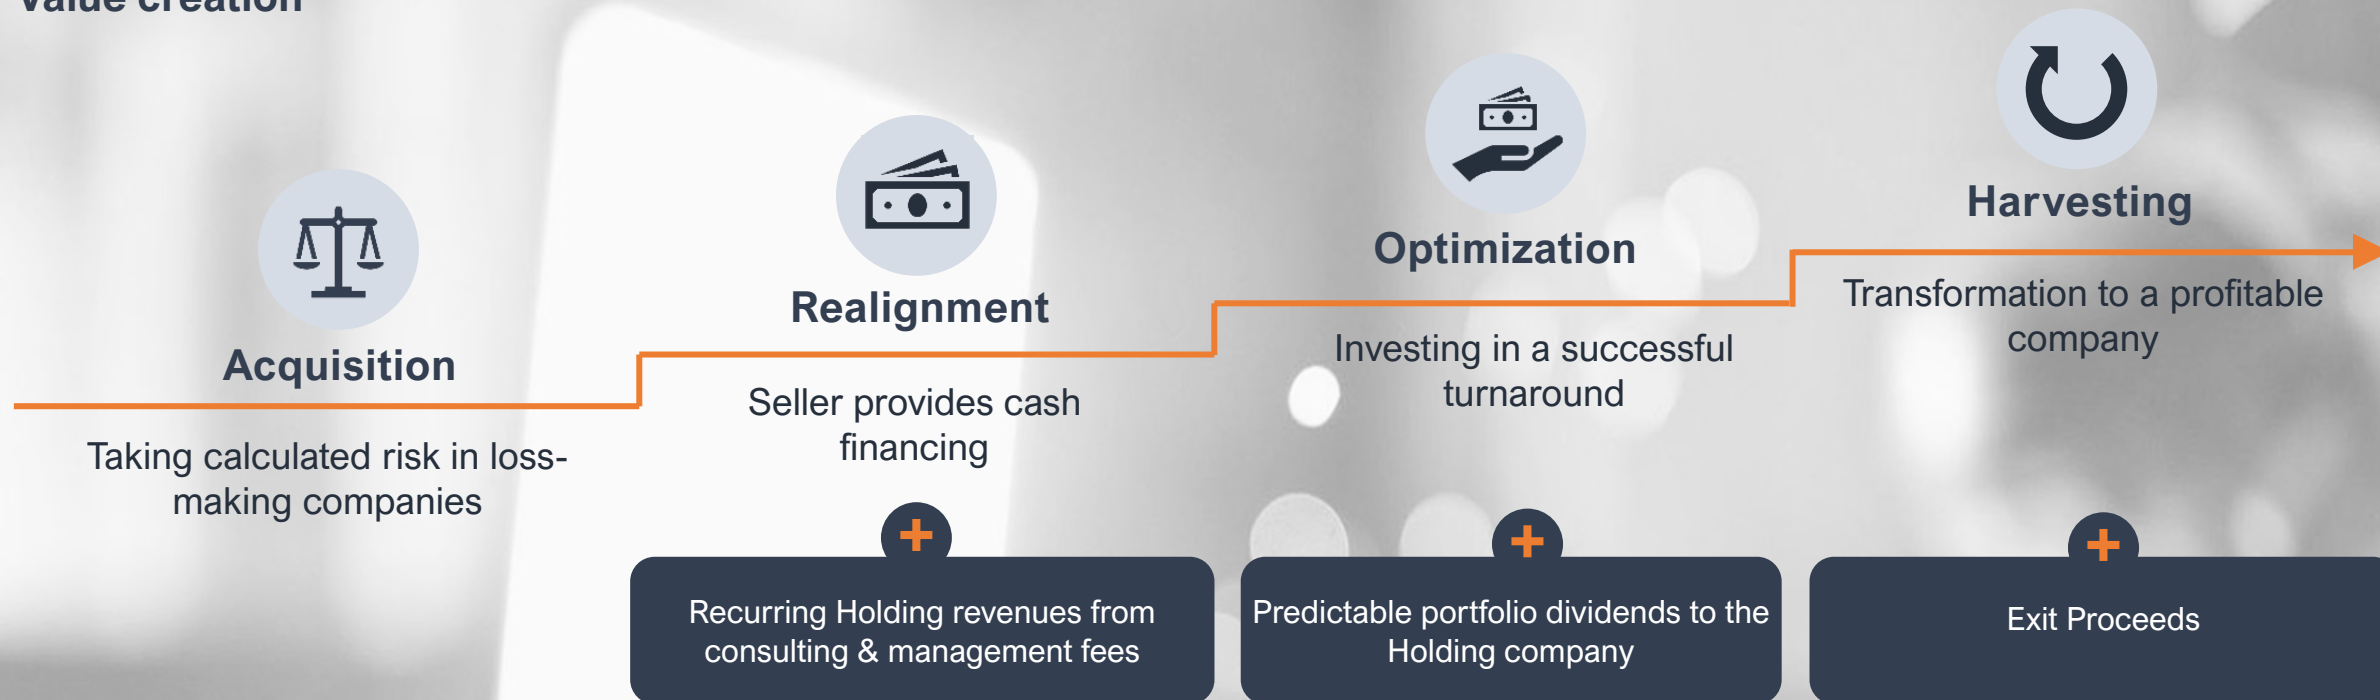 Value creation
Acquisition
Taking calculated risk in loss-
making companies
Realignment
Seller provides cash
financing
Recurring Holding revenues from
consulting & management fees
Optimization
Investing in a successful
turnaround
Predictable portfolio dividends to the
Holding company
Harvesting
Transformation to a profitable
company
Exit Proceeds